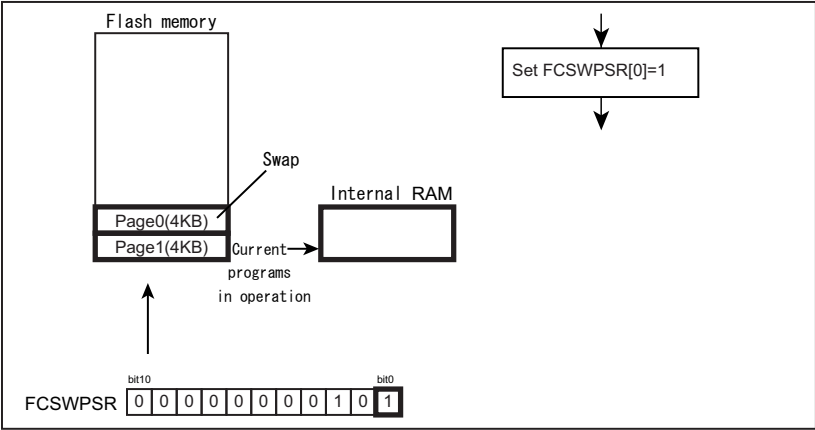 Flash memory
Set FCSWPSR[0]=1
Swap
Internal RAM
Page0(4KB)
Page1(4KB)
Current
programs
in operation
bit10
bit0
FCSWPSR 0 0 0 0 0 0 0 0 1 0 1